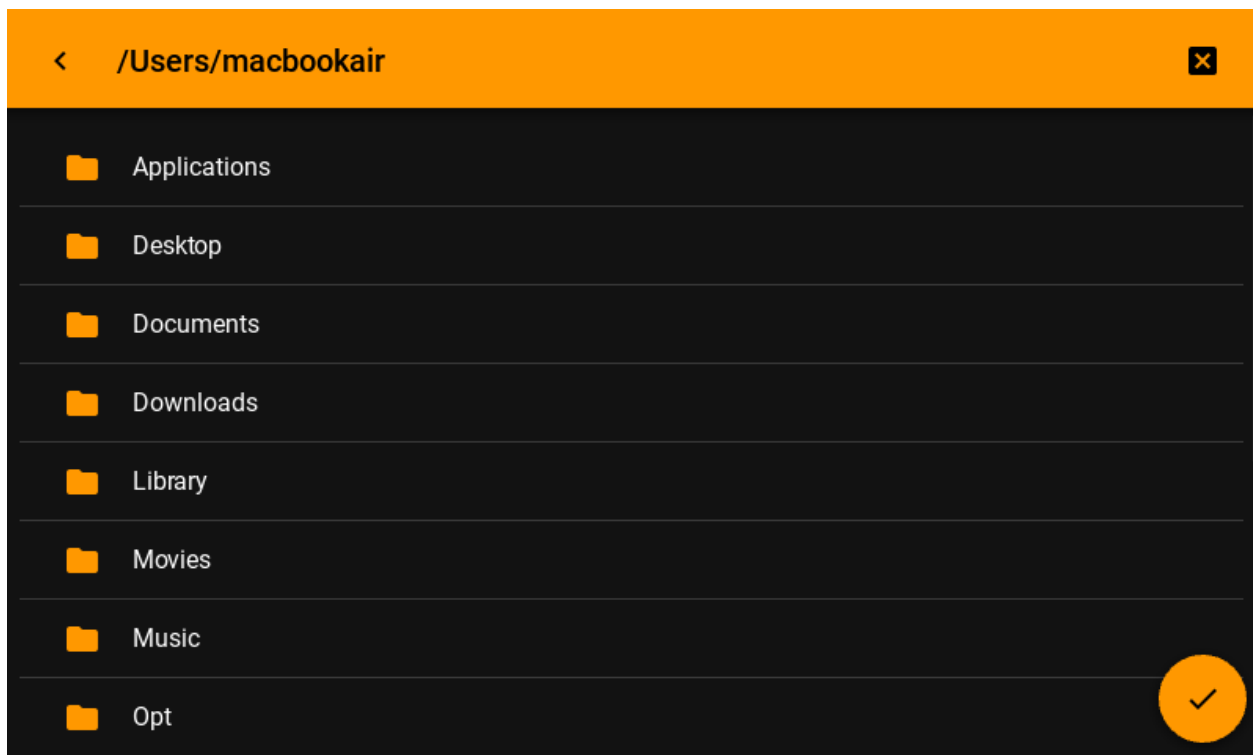 /Users/macbookair
Applications
Desktop
Documents
Downloads
Library
Movies
Music
Opt